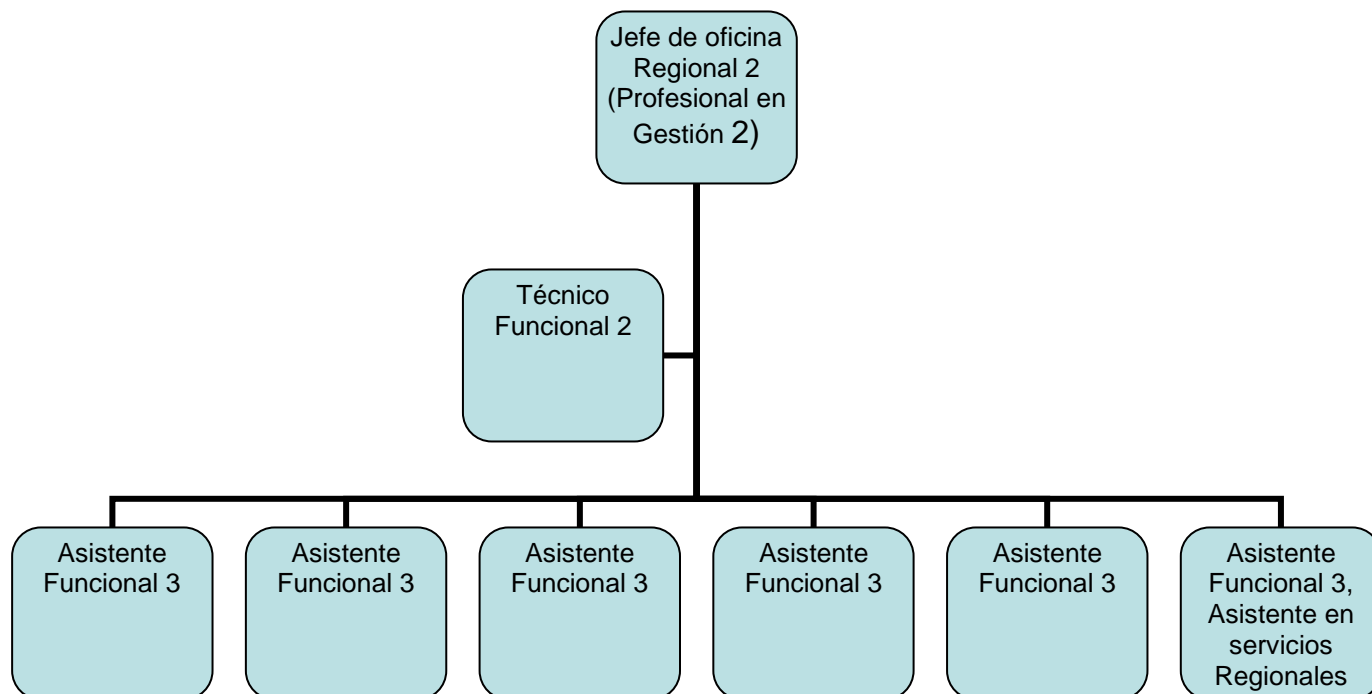 Jefe de oficina
Regional 2
(Profesional en
Gestión 2)
Técnico
Funcional 2
Asistente
Funcional 3
Asistente
Funcional 3
Asistente
Funcional 3
Asistente
Funcional 3
Asistente
Funcional 3
Asistente
Funcional 3,
Asistente en
servicios
Regionales